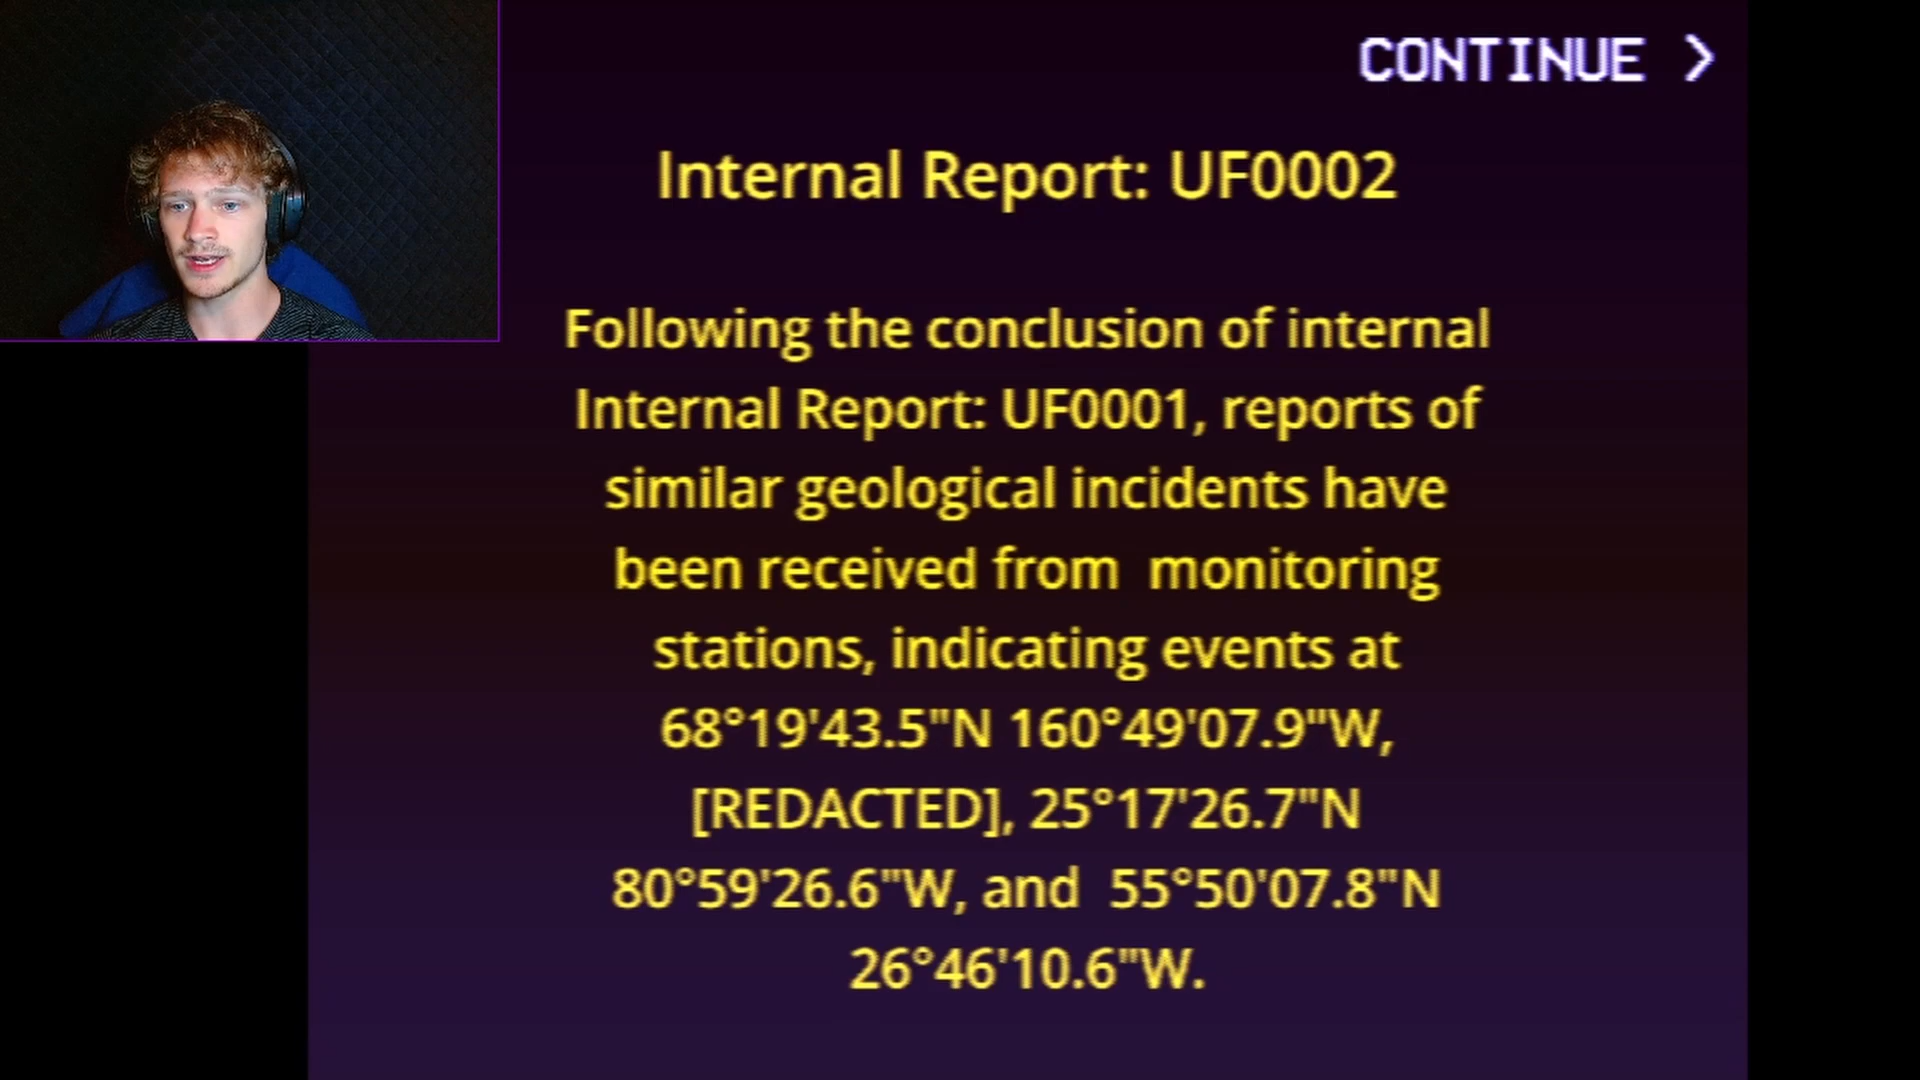 CONTINUE >
Internal Report: UF0002
Following the conclusion of internal
Internal Report: UF0001, reports of
similar geological incidents have
been received from  monitoring
stations, indicating events at
68°19'43.5"N 160°49'07.9"W,
[REDACTED], 25°17'26.7"N
80°59'26.6"W, and  55°50'07.8"N
26°46'10.6"W.